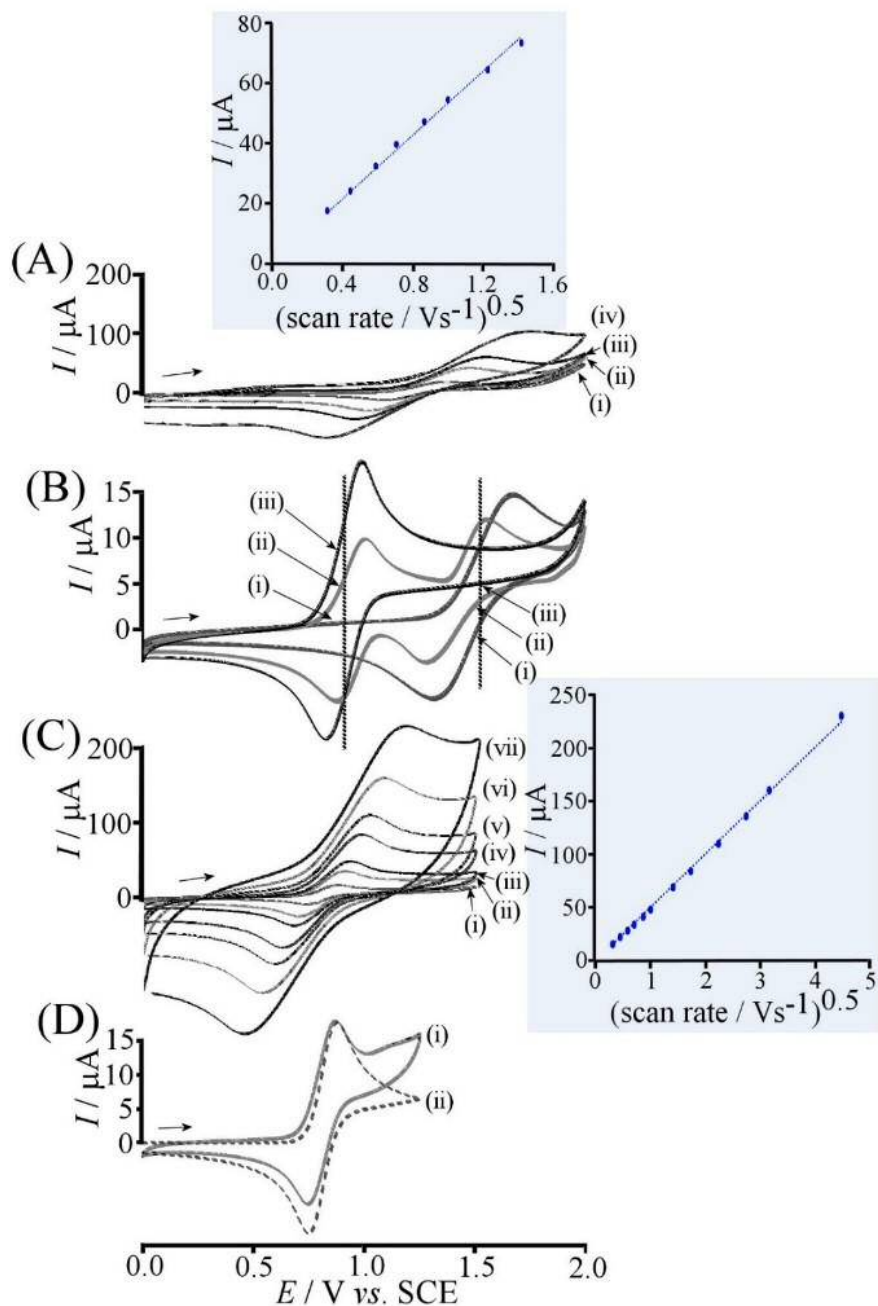 80
60
40
20
0
I / µA
0.0 0.4 0.8 1.2 1.6
(scan rate / Vs-1)0.5
(A)
200
100
0
I / µA
(iv)
(iii)
(ii)
(i)
(B)
15
10
5
0
I / µA
(iii)
(ii)
(i)
(iii)
(ii)
(i)
(C)
200
100
0
I / µA
(vii)
(vi)
(v)
(iv)
(iii)
(ii)
(i)
250
200
150
100
50
0
I / µA
0 1 2 3 4 5
(scan rate / Vs-1)0.5
(D)
15
10
5
0
I / µA
(i)
(ii)
0.0 0.5 1.0 1.5 2.0
E / V vs. SCE